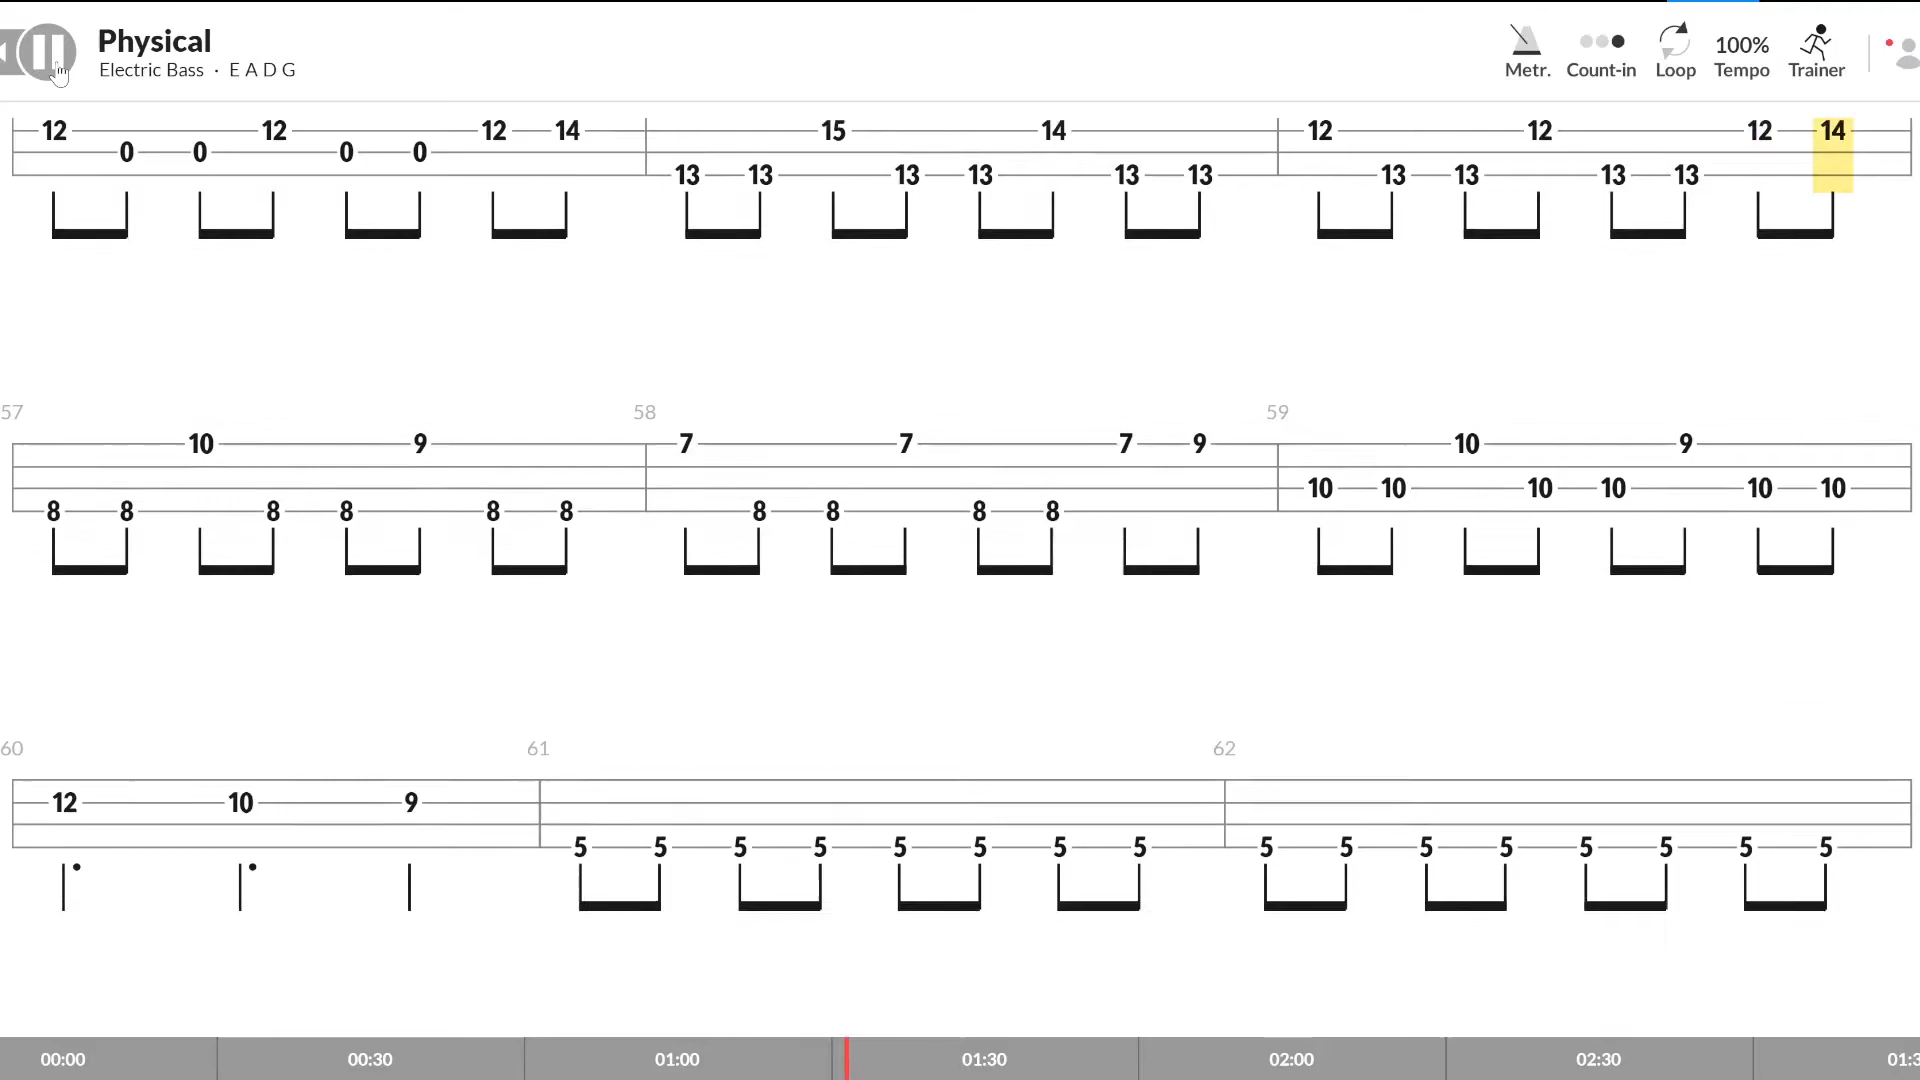 Physical
Electric Bass · E A D G
Metr. Count-in Loop 100% Tempo Trainer
12 12 12 14 15 14 12 12 12 14
0 0 0 0
13 13 13 13 13 13 13 13 13 13
57 58 59
10 9 7 7 7 9 10 9
10 10 10 10 10 10
8 8 8 8 8 8 8 8 8 8
60 61 62
12 10 9
5 5 5 5 5 5 5 5 5 5 5 5 5 5 5 5
00:00 00:30 01:00 01:30 02:00 02:30